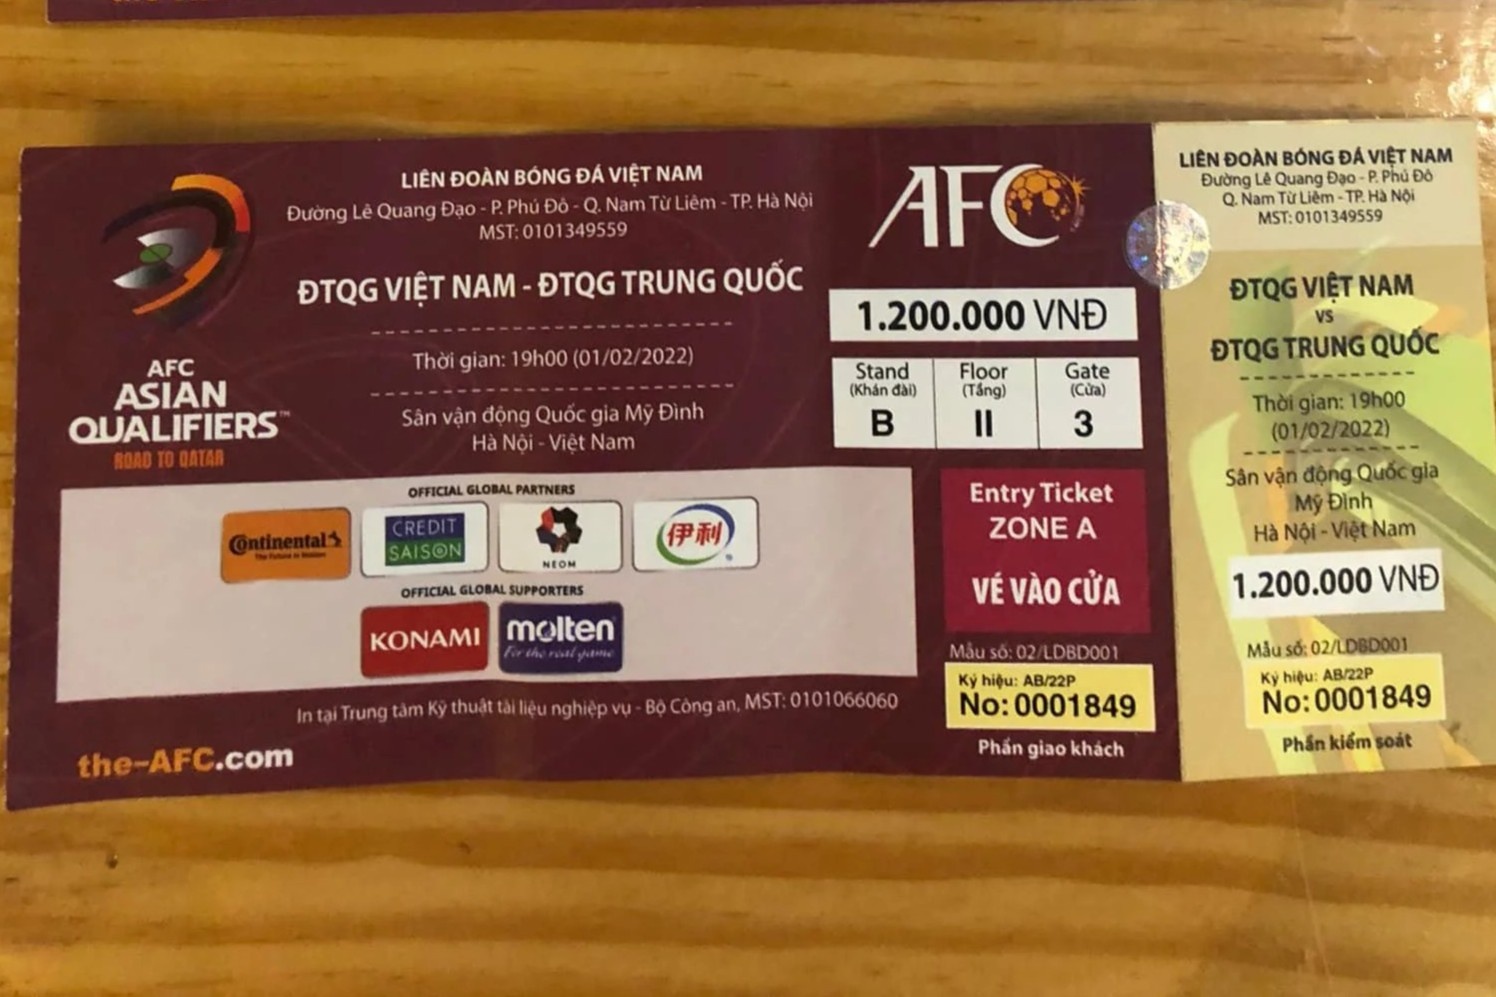 LIÊN ĐOÀN BÓNG ĐÁ VIỆT NAM
Đường Lê Quang Đạo - P. Phú Đô - Q. Nam Từ Liêm - TP. Hà Nội
MST: 0101349559
ĐTQG VIỆT NAM - ĐTQG TRUNG QUỐC
Thời gian: 19h00 (01/02/2022)
Sân vận động Quốc gia Mỹ Đình
Hà Nội - Việt Nam
AFC
ASIAN
QUALIFIERS™
ROAD TO QATAR
AFC
1.200.000 VNĐ
Stand Floor Gate
(Khán đài) (Tầng) (Cửa)
B II 3
OFFICIAL GLOBAL PARTNERS
Continental
The Future in Motion
CREDIT
SAISON
NEOM
伊利
OFFICIAL GLOBAL SUPPORTERS
KONAMI
molten
For the real game
Entry Ticket
ZONE A
VÉ VÀO CỬA
Mẫu số: 02/LDBD001
Ký hiệu: AB/22P
No: 0001849
Phần giao khách
In tại Trung tâm Kỹ thuật tài liệu nghiệp vụ - Bộ Công an, MST: 0101066060
the-AFC.com
LIÊN ĐOÀN BÓNG ĐÁ VIỆT NAM
Đường Lê Quang Đạo - P. Phú Đô
Q. Nam Từ Liêm - TP. Hà Nội
MST: 0101349559
ĐTQG VIỆT NAM
VS
ĐTQG TRUNG QUỐC
Thời gian: 19h00
(01/02/2022)
Sân vận động Quốc gia
Mỹ Đình
Hà Nội - Việt Nam
1.200.000 VNĐ
Mẫu số: 02/LDBD001
Ký hiệu: AB/22P
No: 0001849
Phần kiểm soát